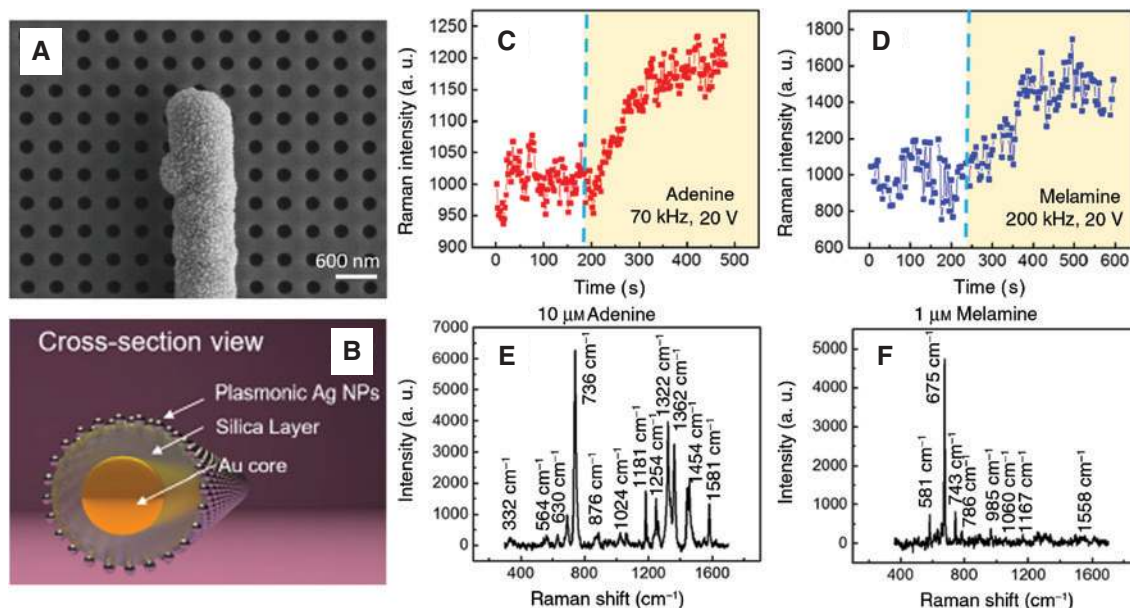 A
600 nm
B
Cross-section view
Plasmonic Ag NPs
Silica Layer
Au core
C
Raman intensity (a. u.)
1250
1200
1150
1100
1050
1000
950
900
Adenine
70 kHz, 20 V
0 100 200 300 400 500
Time (s)
D
Raman intensity (a. u.)
1800
1600
1400
1200
1000
800
600
Melamine
200 kHz, 20 V
0 100 200 300 400 500 600
Time (s)
10 μM Adenine
E
Intensity (a. u.)
7000
6000
5000
4000
3000
2000
1000
0
332 cm⁻¹
564 cm⁻¹
630 cm⁻¹
736 cm⁻¹
876 cm⁻¹
1024 cm⁻¹
1181 cm⁻¹
1254 cm⁻¹
1322 cm⁻¹
1362 cm⁻¹
1454 cm⁻¹
1581 cm⁻¹
400 800 1200 1600
Raman shift (cm⁻¹)
1 μM Melamine
F
Intensity (a. u.)
5000
4000
3000
2000
1000
0
581 cm⁻¹
675 cm⁻¹
743 cm⁻¹
786 cm⁻¹
985 cm⁻¹
1060 cm⁻¹
1167 cm⁻¹
1558 cm⁻¹
400 800 1200 1600
Raman shift (cm⁻¹)